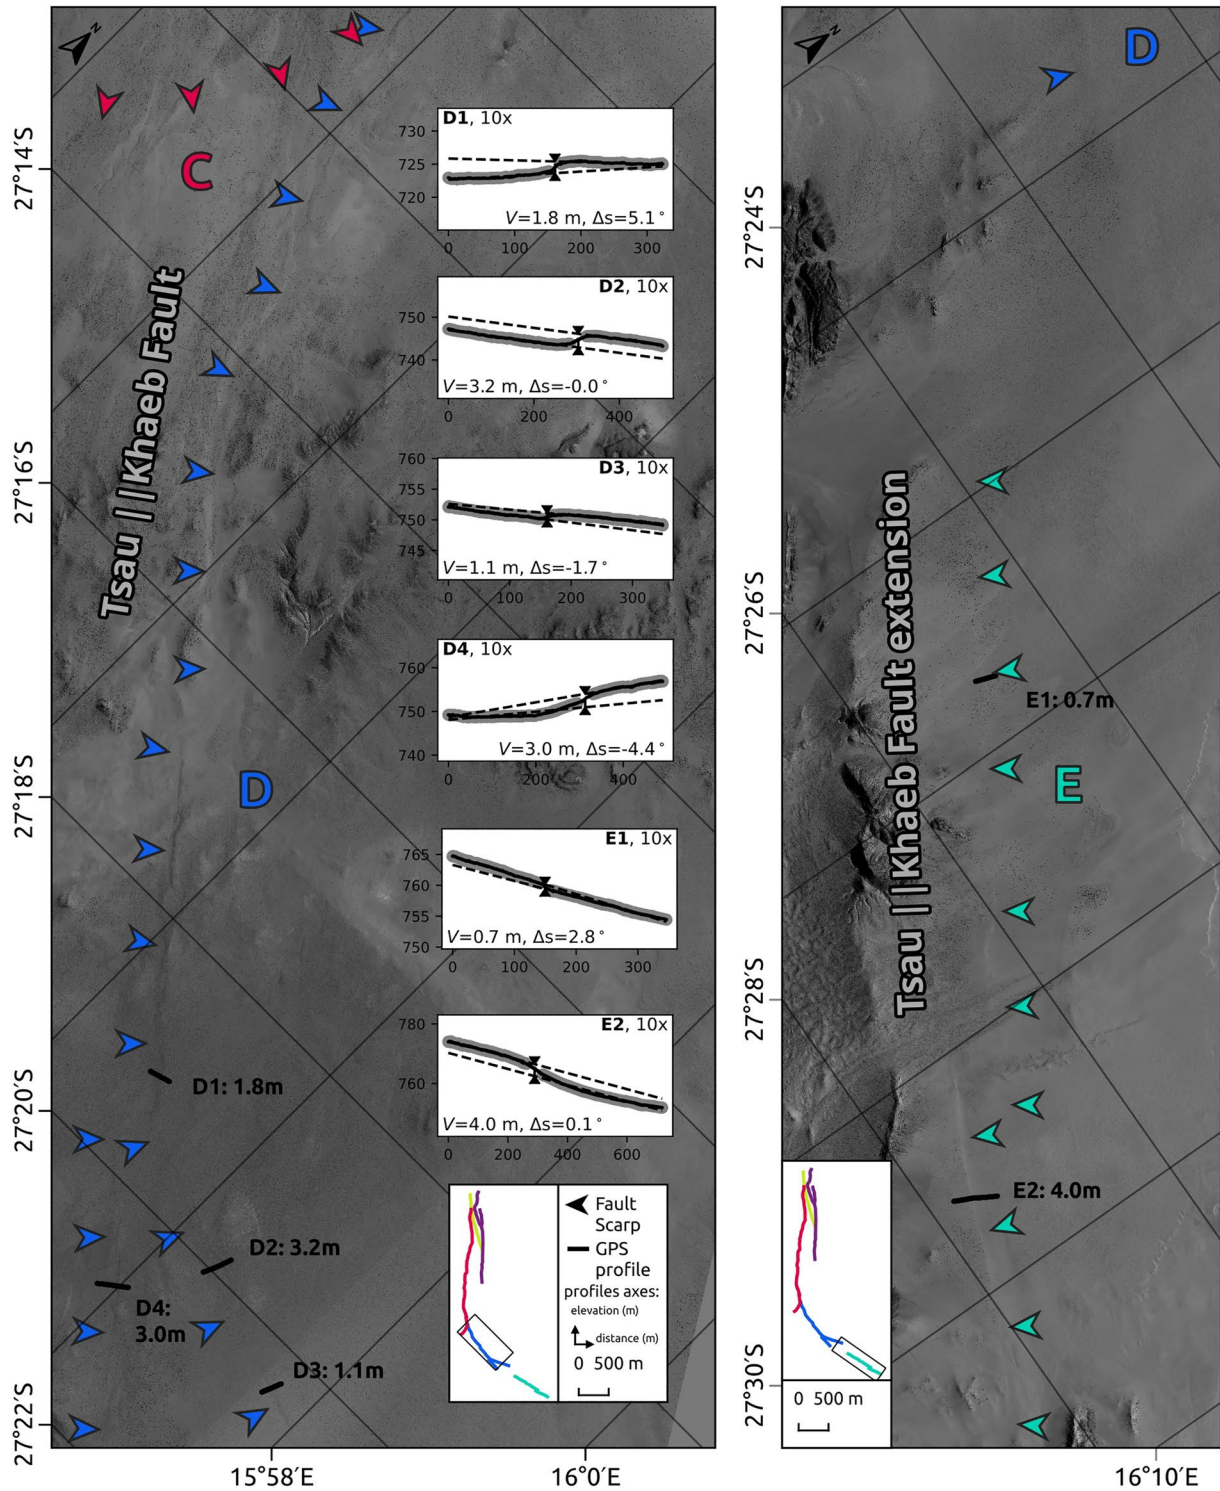 N
C
27°14′S
27°16′S
27°18′S
27°20′S
27°22′S
15°58′E
16°0′E
Tsau ||Khaeb Fault
D
D1: 1.8m
D2: 3.2m
D4:
3.0m
D3: 1.1m
D1, 10x
730
725
720
V=1.8 m, Δs=5.1°
0 100 200 300
D2, 10x
750
740
V=3.2 m, Δs=-0.0°
0 200 400
D3, 10x
760
755
750
745
V=1.1 m, Δs=-1.7°
0 100 200 300
D4, 10x
760
750
740
V=3.0 m, Δs=-4.4°
0 200 400
E1, 10x
765
760
755
750
V=0.7 m, Δs=2.8°
0 100 200 300
E2, 10x
780
760
V=4.0 m, Δs=0.1°
0 200 400 600
Fault
Scarp
GPS
profile
profiles axes:
elevation (m)
distance (m)
0 500 m
N
D
27°24′S
27°26′S
27°28′S
27°30′S
16°10′E
Tsau ||Khaeb Fault extension
E1: 0.7m
E
E2: 4.0m
0 500 m